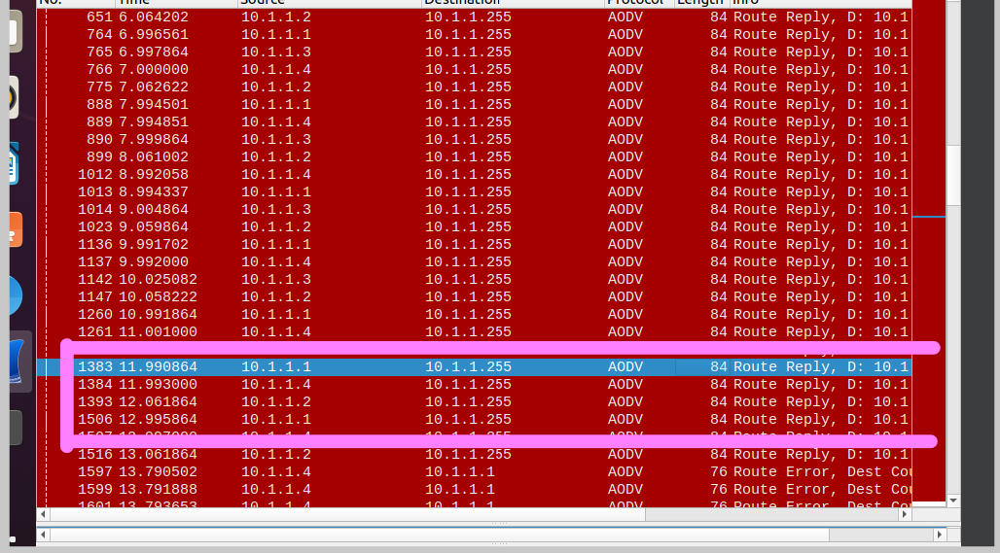 No. Time Source Destination Protocol Length Info
651 6.064202 10.1.1.2 10.1.1.255 AODV 84 Route Reply, D: 10.1
764 6.996561 10.1.1.1 10.1.1.255 AODV 84 Route Reply, D: 10.1
765 6.997864 10.1.1.3 10.1.1.255 AODV 84 Route Reply, D: 10.1
766 7.000000 10.1.1.4 10.1.1.255 AODV 84 Route Reply, D: 10.1
775 7.062622 10.1.1.2 10.1.1.255 AODV 84 Route Reply, D: 10.1
888 7.994501 10.1.1.1 10.1.1.255 AODV 84 Route Reply, D: 10.1
889 7.994851 10.1.1.4 10.1.1.255 AODV 84 Route Reply, D: 10.1
890 7.999864 10.1.1.3 10.1.1.255 AODV 84 Route Reply, D: 10.1
899 8.061002 10.1.1.2 10.1.1.255 AODV 84 Route Reply, D: 10.1
1012 8.992058 10.1.1.4 10.1.1.255 AODV 84 Route Reply, D: 10.1
1013 8.994337 10.1.1.1 10.1.1.255 AODV 84 Route Reply, D: 10.1
1014 9.004864 10.1.1.3 10.1.1.255 AODV 84 Route Reply, D: 10.1
1023 9.059864 10.1.1.2 10.1.1.255 AODV 84 Route Reply, D: 10.1
1136 9.991702 10.1.1.1 10.1.1.255 AODV 84 Route Reply, D: 10.1
1137 9.992000 10.1.1.4 10.1.1.255 AODV 84 Route Reply, D: 10.1
1142 10.025082 10.1.1.3 10.1.1.255 AODV 84 Route Reply, D: 10.1
1147 10.058222 10.1.1.2 10.1.1.255 AODV 84 Route Reply, D: 10.1
1260 10.991864 10.1.1.1 10.1.1.255 AODV 84 Route Reply, D: 10.1
1261 11.001000 10.1.1.4 10.1.1.255 AODV 84 Route Reply, D: 10.1
1383 11.990864 10.1.1.1 10.1.1.255 AODV 84 Route Reply, D: 10.1
1384 11.993000 10.1.1.4 10.1.1.255 AODV 84 Route Reply, D: 10.1
1393 12.061864 10.1.1.2 10.1.1.255 AODV 84 Route Reply, D: 10.1
1506 12.995864 10.1.1.1 10.1.1.255 AODV 84 Route Reply, D: 10.1
1516 13.061864 10.1.1.2 10.1.1.255 AODV 84 Route Reply, D: 10.1
1597 13.790502 10.1.1.4 10.1.1.1 AODV 76 Route Error, Dest Cou
1599 13.791888 10.1.1.4 10.1.1.1 AODV 76 Route Error, Dest Cou
1601 13.793653 10.1.1.4 10.1.1.1 AODV 76 Route Error, Dest Cou